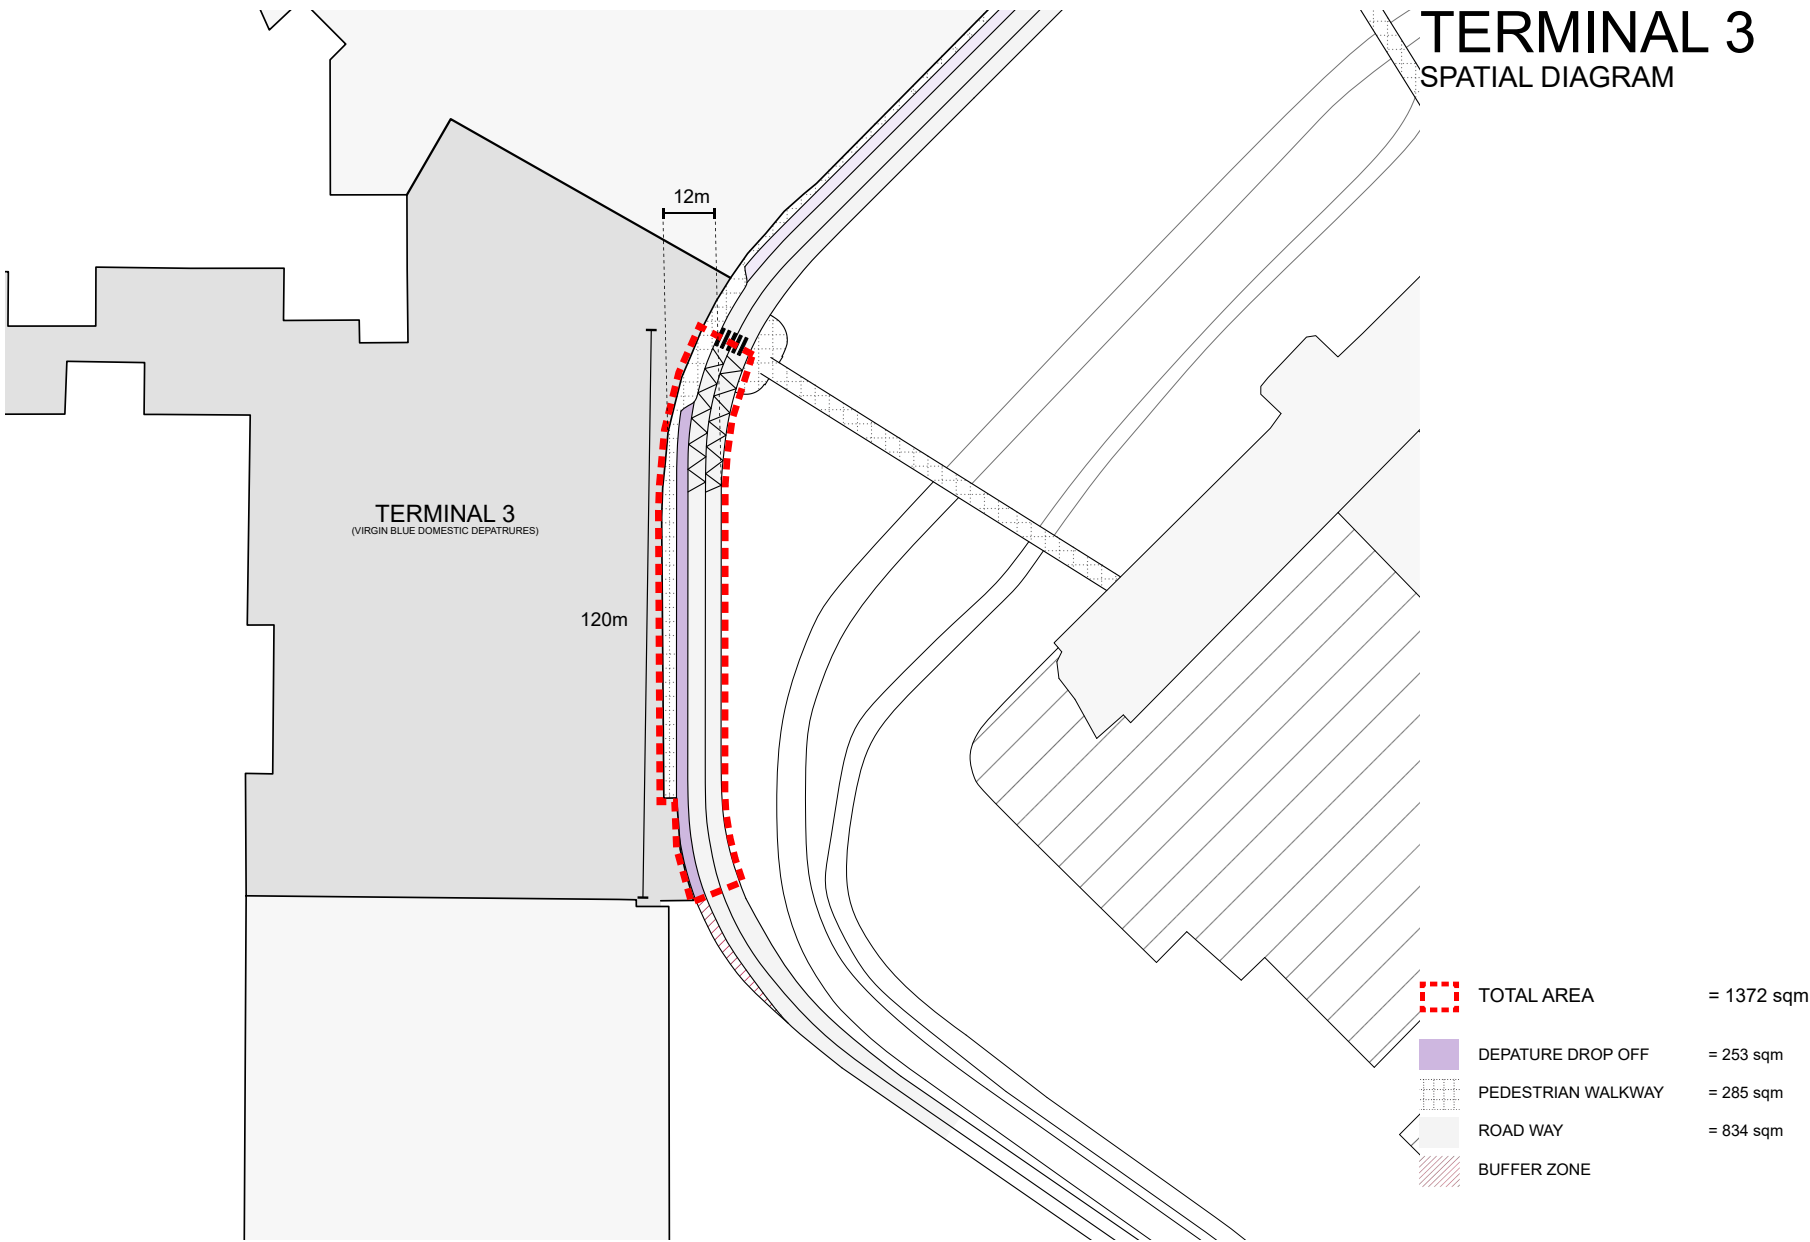 TERMINAL 3
SPATIAL DIAGRAM
12m
TERMINAL 3
(VIRGIN BLUE DOMESTIC DEPATRURES)
120m
TOTAL AREA = 1372 sqm
DEPATURE DROP OFF = 253 sqm
PEDESTRIAN WALKWAY = 285 sqm
ROAD WAY = 834 sqm
BUFFER ZONE